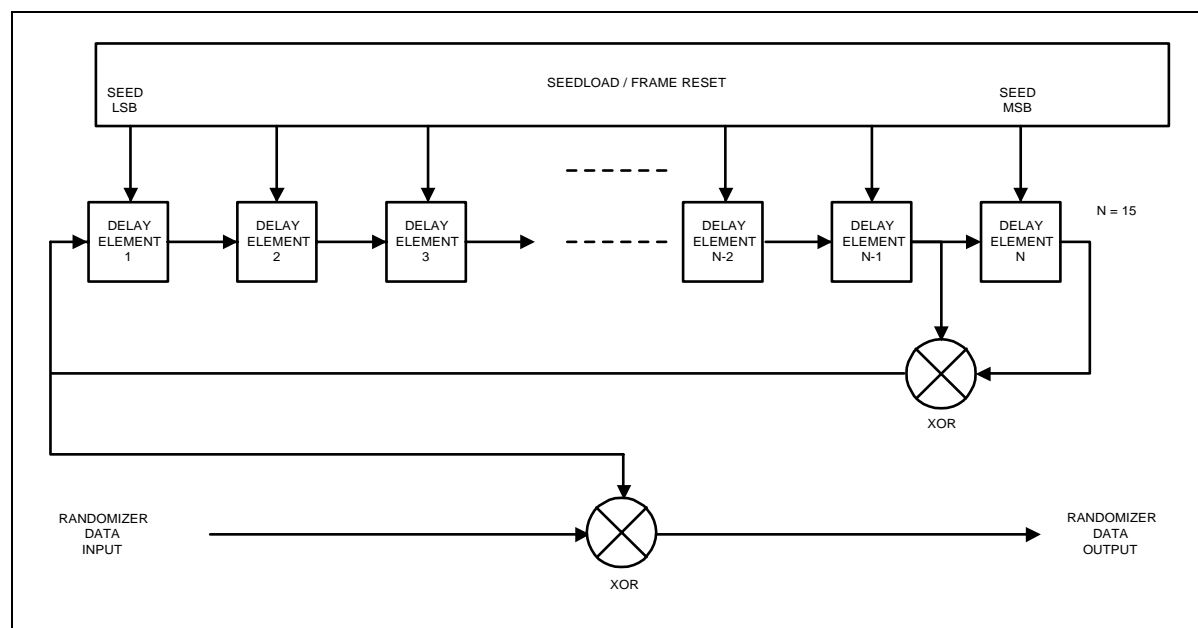 SEEDLOAD / FRAME RESET
SEED
LSB
SEED
MSB
DELAY
ELEMENT
1
DELAY
ELEMENT
2
DELAY
ELEMENT
3
DELAY
ELEMENT
N-2
DELAY
ELEMENT
N-1
DELAY
ELEMENT
N
N = 15
XOR
RANDOMIZER
DATA
INPUT
XOR
RANDOMIZER
DATA
OUTPUT